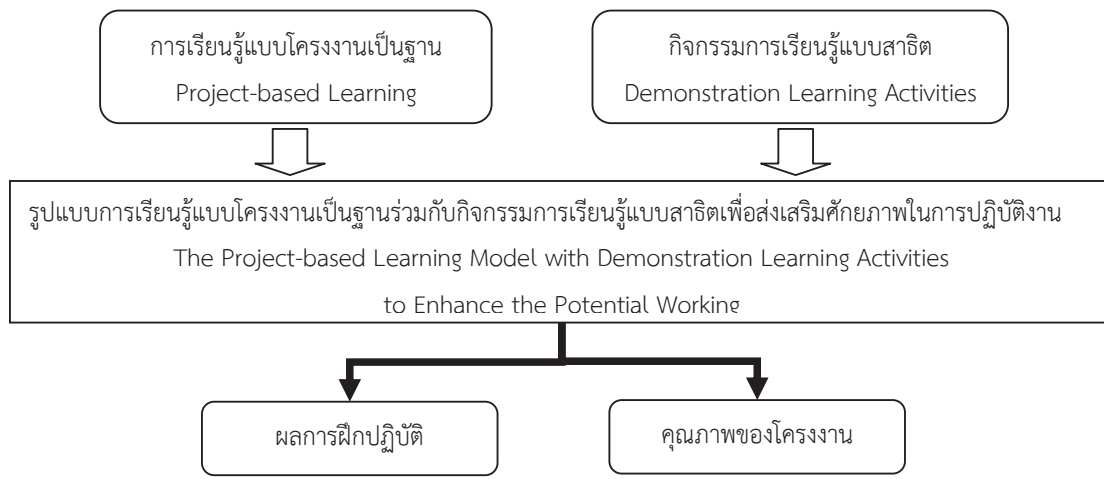 การเรียนรู้แบบโครงงานเป็นฐาน
Project-based Learning
กิจกรรมการเรียนรู้แบบสาธิต
Demonstration Learning Activities
รูปแบบการเรียนรู้แบบโครงงานเป็นฐานร่วมกับกิจกรรมการเรียนรู้แบบสาธิตเพื่อส่งเสริมศักยภาพในการปฏิบัติงาน
The Project-based Learning Model with Demonstration Learning Activities
to Enhance the Potential Working
ผลการฝึกปฏิบัติ
คุณภาพของโครงงาน